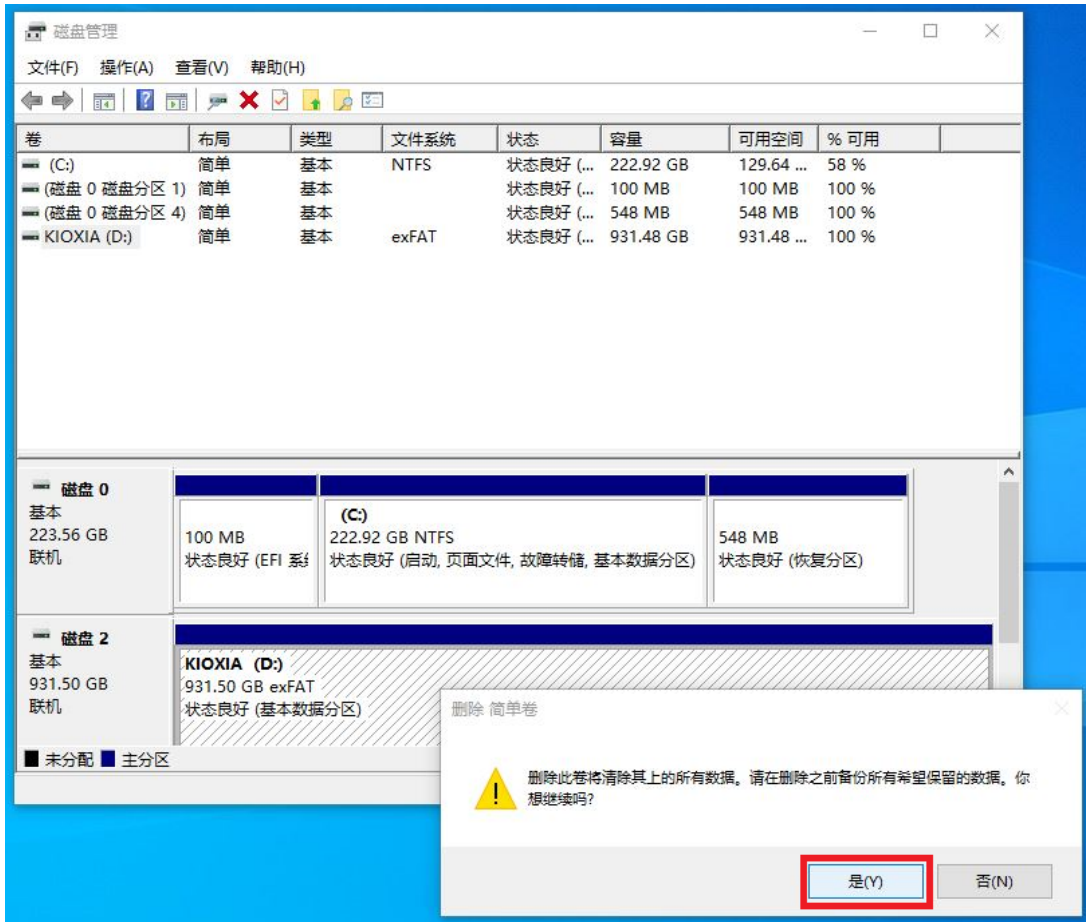 磁盘管理
文件(F) 操作(A) 查看(V) 帮助(H)
卷 布局 类型 文件系统 状态 容量 可用空间 % 可用
(C:) 简单 基本 NTFS 状态良好 (... 222.92 GB 129.64 ... 58 %
(磁盘 0 磁盘分区 1) 简单 基本 状态良好 (... 100 MB 100 MB 100 %
(磁盘 0 磁盘分区 4) 简单 基本 状态良好 (... 548 MB 548 MB 100 %
KIOXIA (D:) 简单 基本 exFAT 状态良好 (... 931.48 GB 931.48 ... 100 %
磁盘 0
基本
223.56 GB
联机
100 MB
状态良好 (EFI 系
(C:)
222.92 GB NTFS
状态良好 (启动, 页面文件, 故障转储, 基本数据分区)
548 MB
状态良好 (恢复分区)
磁盘 2
基本
931.50 GB
联机
KIOXIA (D:)
931.50 GB exFAT
状态良好 (基本数据分区)
未分配 主分区
删除 简单卷
删除此卷将清除其上的所有数据。请在删除之前备份所有希望保留的数据。你
想继续吗?
是(Y) 否(N)